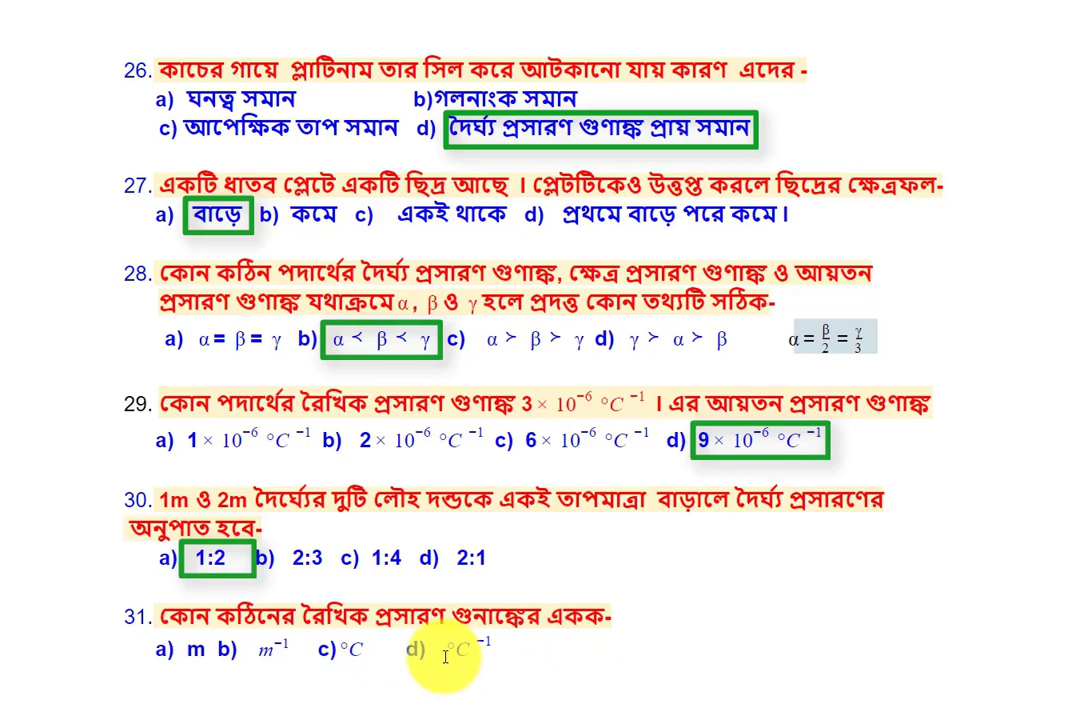 26. কাচের গায়ে প্লাটিনাম তার সিল করে আটকানো যায় কারণ এদের -
a) ঘনত্ব সমান b)গলনাংক সমান
c) আপেক্ষিক তাপ সমান d) দৈর্ঘ্য প্রসারণ গুণাঙ্ক প্রায় সমান
27. একটি ধাতব প্লেটে একটি ছিদ্র আছে । প্লেটটিকেও উত্তপ্ত করলে ছিদ্রের ক্ষেত্রফল-
a) বাড়ে b) কমে c) একই থাকে d) প্রথমে বাড়ে পরে কমে।
28. কোন কঠিন পদার্থের দৈর্ঘ্য প্রসারণ গুণাঙ্ক, ক্ষেত্র প্রসারণ গুণাঙ্ক ও আয়তন
প্রসারণ গুণাঙ্ক যথাক্রমে α, β ও γ হলে প্রদত্ত কোন তথ্যটি সঠিক-
a) α = β = γ b) α ≺ β ≺ γ c) α ≻ β ≻ γ d) γ ≻ α ≻ β α = β/2 = γ/3
29. কোন পদার্থের রৈখিক প্রসারণ গুণাঙ্ক 3 × 10⁻⁶ °C ⁻¹ । এর আয়তন প্রসারণ গুণাঙ্ক
a) 1 × 10⁻⁶ °C ⁻¹ b) 2 × 10⁻⁶ °C ⁻¹ c) 6 × 10⁻⁶ °C ⁻¹ d) 9 × 10⁻⁶ °C ⁻¹
30. 1m ও 2m দৈর্ঘ্যের দুটি লৌহ দন্ডকে একই তাপমাত্রা বাড়ালে দৈর্ঘ্য প্রসারণের
অনুপাত হবে-
a) 1:2 b) 2:3 c) 1:4 d) 2:1
31. কোন কঠিনের রৈখিক প্রসারণ গুনাঙ্কের একক-
a) m b) m⁻¹ c) °C d) °C ⁻¹